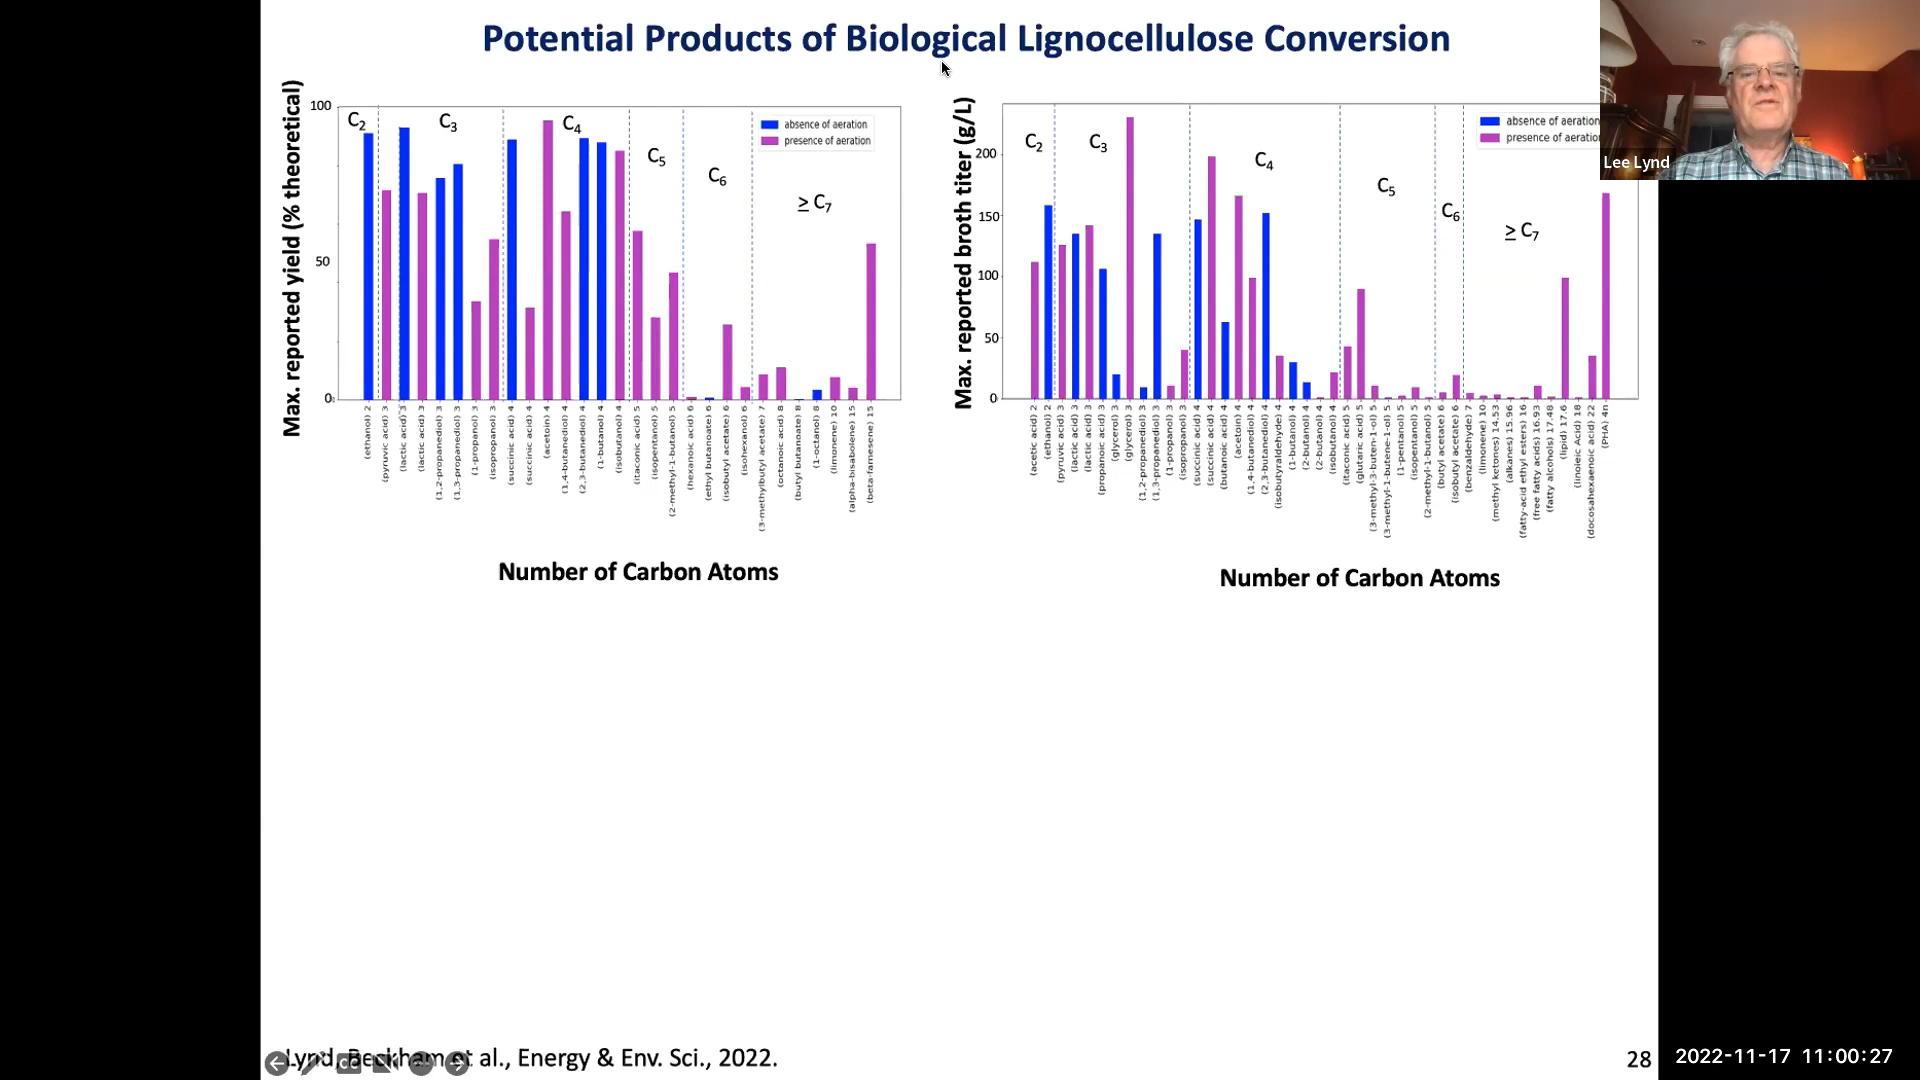 Potential Products of Biological Lignocellulose Conversion
Max. reported yield (% theoretical)
100
50
0
C2
C3
C4
C5
C6
≥ C7
absence of aeration
presence of aeration
(ethanol) 2
(pyruvic acid) 3
(lactic acid) 3
(lactic acid) 3
(1,2-propanediol) 3
(1,3-propanediol) 3
(1-propanol) 3
(isopropanol) 3
(succinic acid) 4
(succinic acid) 4
(acetoin) 4
(1,4-butanediol) 4
(2,3-butanediol) 4
(1-butanol) 4
(isobutanol) 4
(itaconic acid) 5
(isopentanol) 5
(2-methyl-1-butanol) 5
(hexanoic acid) 6
(ethyl butanoate) 6
(isobutyl acetate) 6
(isohexanol) 6
(3-methylbutyl acetate) 7
(octanoic acid) 8
(butyl butanoate) 8
(1-octanol) 8
(limonene) 10
(alpha-bisabolene) 15
(beta-farnesene) 15
Number of Carbon Atoms
Max. reported broth titer (g/L)
200
150
100
50
0
C2
C3
C4
C5
C6
≥ C7
absence of aeration
presence of aeration
(acetic acid) 2
(ethanol) 2
(pyruvic acid) 3
(lactic acid) 3
(lactic acid) 3
(propanoic acid) 3
(glycerol) 3
(glycerol) 3
(1,2-propanediol) 3
(1,3-propanediol) 3
(1-propanol) 3
(isopropanol) 3
(succinic acid) 4
(succinic acid) 4
(butanoic acid) 4
(acetoin) 4
(1,4-butanediol) 4
(2,3-butanediol) 4
(isobutyraldehyde) 4
(1-butanol) 4
(2-butanol) 4
(2-butanol) 4
(isobutanol) 4
(itaconic acid) 5
(glutaric acid) 5
(3-methyl-3-buten-1-ol) 5
(3-methyl-1-butene-1-ol) 5
(1-pentanol) 5
(isopentanol) 5
(2-methyl-1-butanol) 5
(butyl acetate) 6
(isobutyl acetate) 6
(benzaldehyde) 7
(limonene) 10
(methyl ketones) 14.53
(alkanes) 15.96
(fatty-acid ethyl esters) 16
(free fatty acids) 16.93
(fatty alcohols) 17.48
(lipid) 17.6
(linoleic Acid) 18
(docosahexaenoic acid) 22
(PHA) 4n
Number of Carbon Atoms
Lee Lynd
Lynd, Beckham et al., Energy & Env. Sci., 2022.
28
2022-11-17 11:00:27